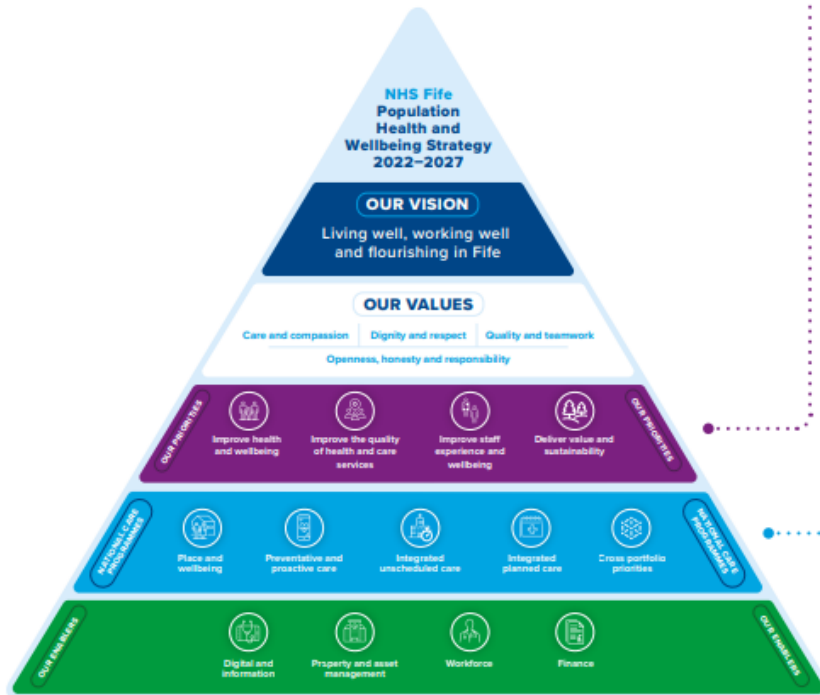 NHS Fife
Population
Health and
Wellbeing Strategy
2022–2027
OUR VISION
Living well, working well
and flourishing in Fife
OUR VALUES
Care and compassion
Dignity and respect
Quality and teamwork
Openness, honesty and responsibility
OUR PRIORITIES
Improve health
and wellbeing
Improve the quality
of health and care
services
Improve staff
experience and
wellbeing
Deliver value and
sustainability
OUR PRIORITIES
NATIONAL CARE
PROGRAMMES
Place and
wellbeing
Preventative and
proactive care
Integrated
unscheduled care
Integrated
planned care
Cross portfolio
priorities
NATIONAL CARE
PROGRAMMES
OUR ENABLERS
Digital and
information
Property and asset
management
Workforce
Finance
OUR ENABLERS